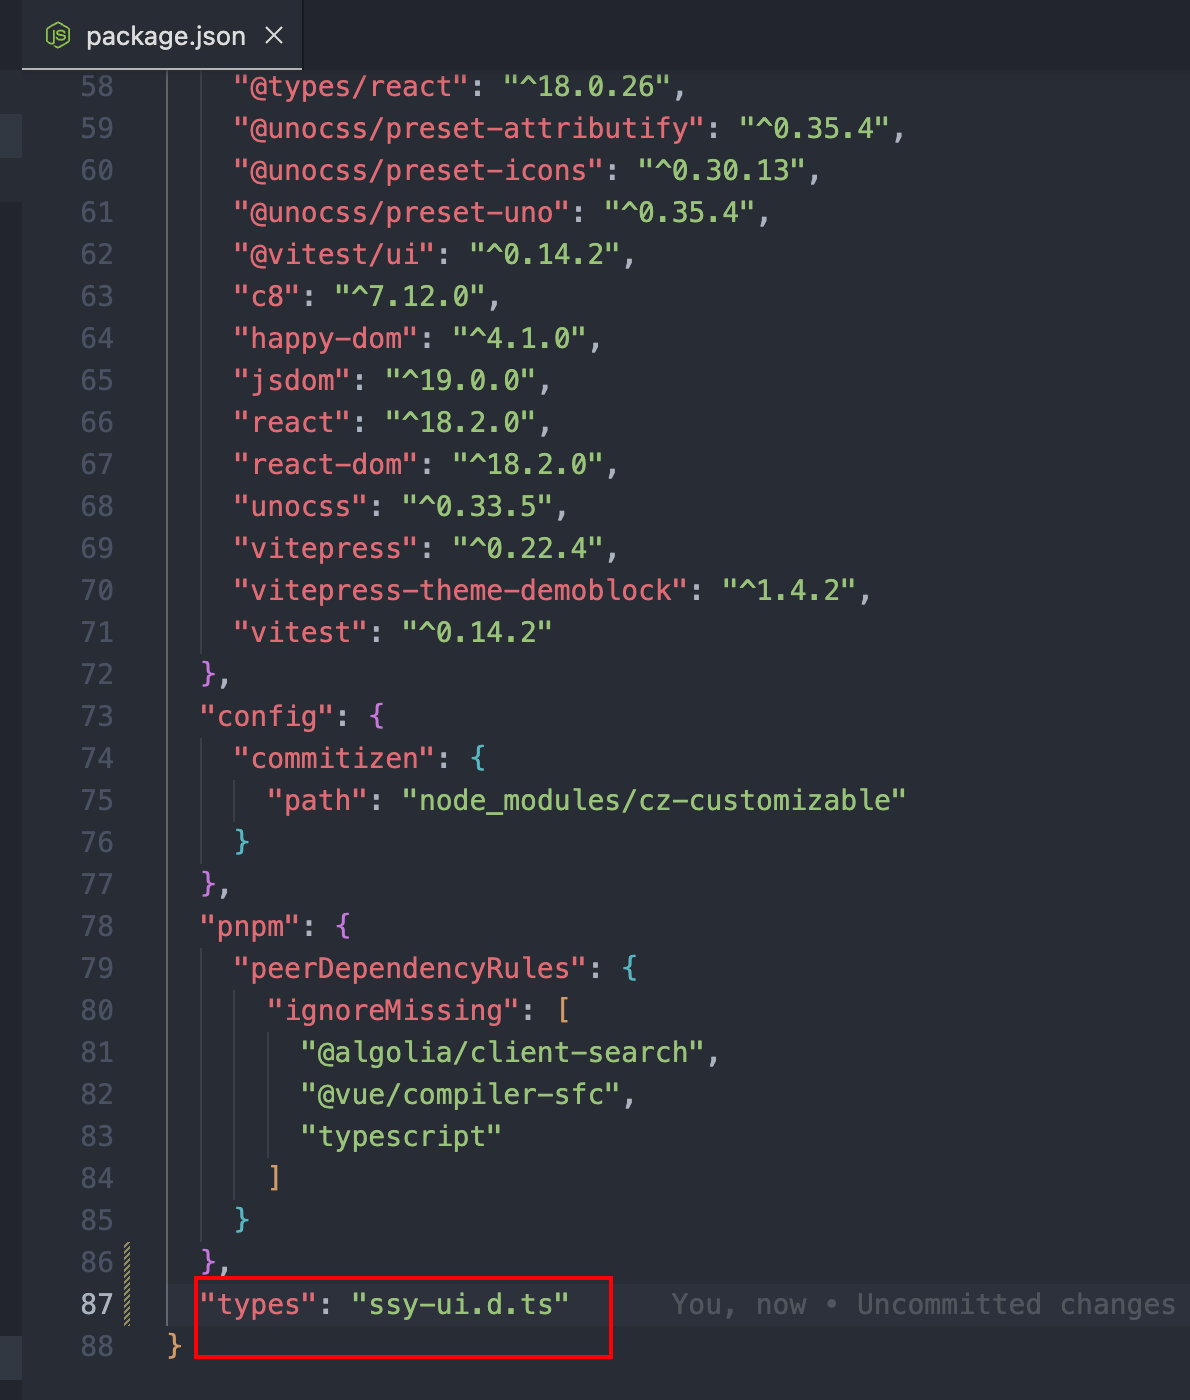 JS package.json ×
58 "@types/react": "^18.0.26",
59 "@unocss/preset-attributify": "^0.35.4",
60 "@unocss/preset-icons": "^0.30.13",
61 "@unocss/preset-uno": "^0.35.4",
62 "@vitest/ui": "^0.14.2",
63 "c8": "^7.12.0",
64 "happy-dom": "^4.1.0",
65 "jsdom": "^19.0.0",
66 "react": "^18.2.0",
67 "react-dom": "^18.2.0",
68 "unocss": "^0.33.5",
69 "vitepress": "^0.22.4",
70 "vitepress-theme-demoblock": "^1.4.2",
71 "vitest": "^0.14.2"
72 },
73 "config": {
74 "commitizen": {
75 "path": "node_modules/cz-customizable"
76 }
77 },
78 "pnpm": {
79 "peerDependencyRules": {
80 "ignoreMissing": [
81 "@algolia/client-search",
82 "@vue/compiler-sfc",
83 "typescript"
84 ]
85 }
86 },
87 "types": "ssy-ui.d.ts" You, now • Uncommitted changes
88 }